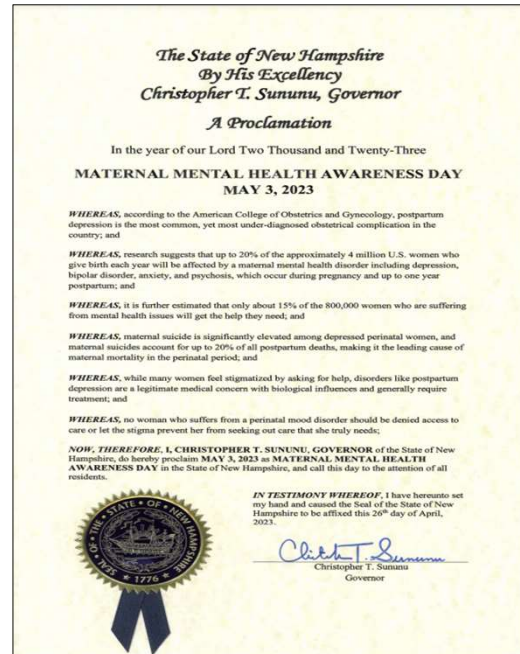 The State of New Hampshire
By His Excellency
Christopher T. Sununu, Governor
A Proclamation
In the year of our Lord Two Thousand and Twenty-Three
MATERNAL MENTAL HEALTH AWARENESS DAY
MAY 3, 2023
WHEREAS, according to the American College of Obstetrics and Gynecology, postpartum
depression is the most common, yet most under-diagnosed obstetrical complication in the
country; and
WHEREAS, research suggests that up to 20% of the approximately 4 million U.S. women who
give birth each year will be affected by a maternal mental health disorder including depression,
bipolar disorder, anxiety, and psychosis, which occur during pregnancy and up to one year
postpartum; and
WHEREAS, it is further estimated that only about 15% of the 800,000 women who are suffering
from mental health issues will get the help they need; and
WHEREAS, maternal suicide is significantly elevated among depressed perinatal women, and
maternal suicides account for up to 20% of all postpartum deaths, making it the leading cause of
maternal mortality in the perinatal period; and
WHEREAS, while many women feel stigmatized by asking for help, disorders like postpartum
depression are a legitimate medical concern with biological influences and generally require
treatment; and
WHEREAS, no woman who suffers from a perinatal mood disorder should be denied access to
care or let the stigma prevent her from seeking out care that she truly needs;
NOW, THEREFORE, I, CHRISTOPHER T. SUNUNU, GOVERNOR of the State of New
Hampshire, do hereby proclaim MAY 3, 2023 as MATERNAL MENTAL HEALTH
AWARENESS DAY in the State of New Hampshire, and call this day to the attention of all
residents.
IN TESTIMONY WHEREOF, I have hereunto set
my hand and caused the Seal of the State of New
Hampshire to be affixed this 26th day of April,
2023.
Christopher T. Sununu
Governor
SEAL OF THE STATE OF NEW HAMPSHIRE
1776